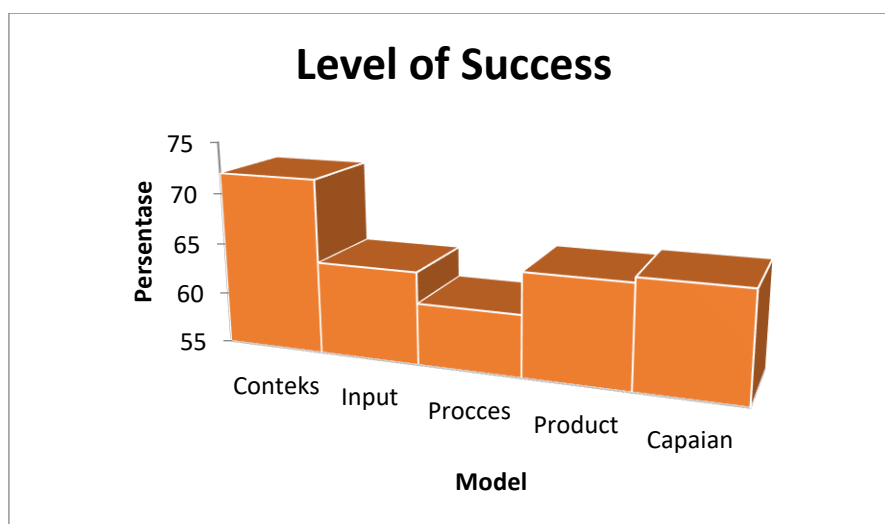 Level of Success
Persentase
75
70
65
60
55
Conteks
Input
Procces
Product
Capaian
Model